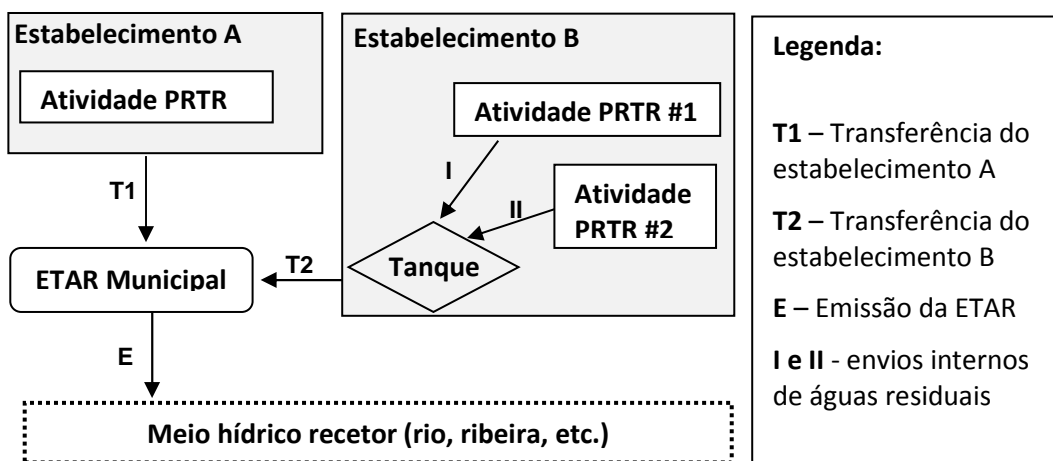 Estabelecimento A
Atividade PRTR
T1
ETAR Municipal
T2
E
Estabelecimento B
Atividade PRTR #1
I
II
Atividade
PRTR #2
Tanque
Meio hídrico recetor (rio, ribeira, etc.)
Legenda:
T1 – Transferência do
estabelecimento A
T2 – Transferência do
estabelecimento B
E – Emissão da ETAR
I e II - envios internos
de águas residuais